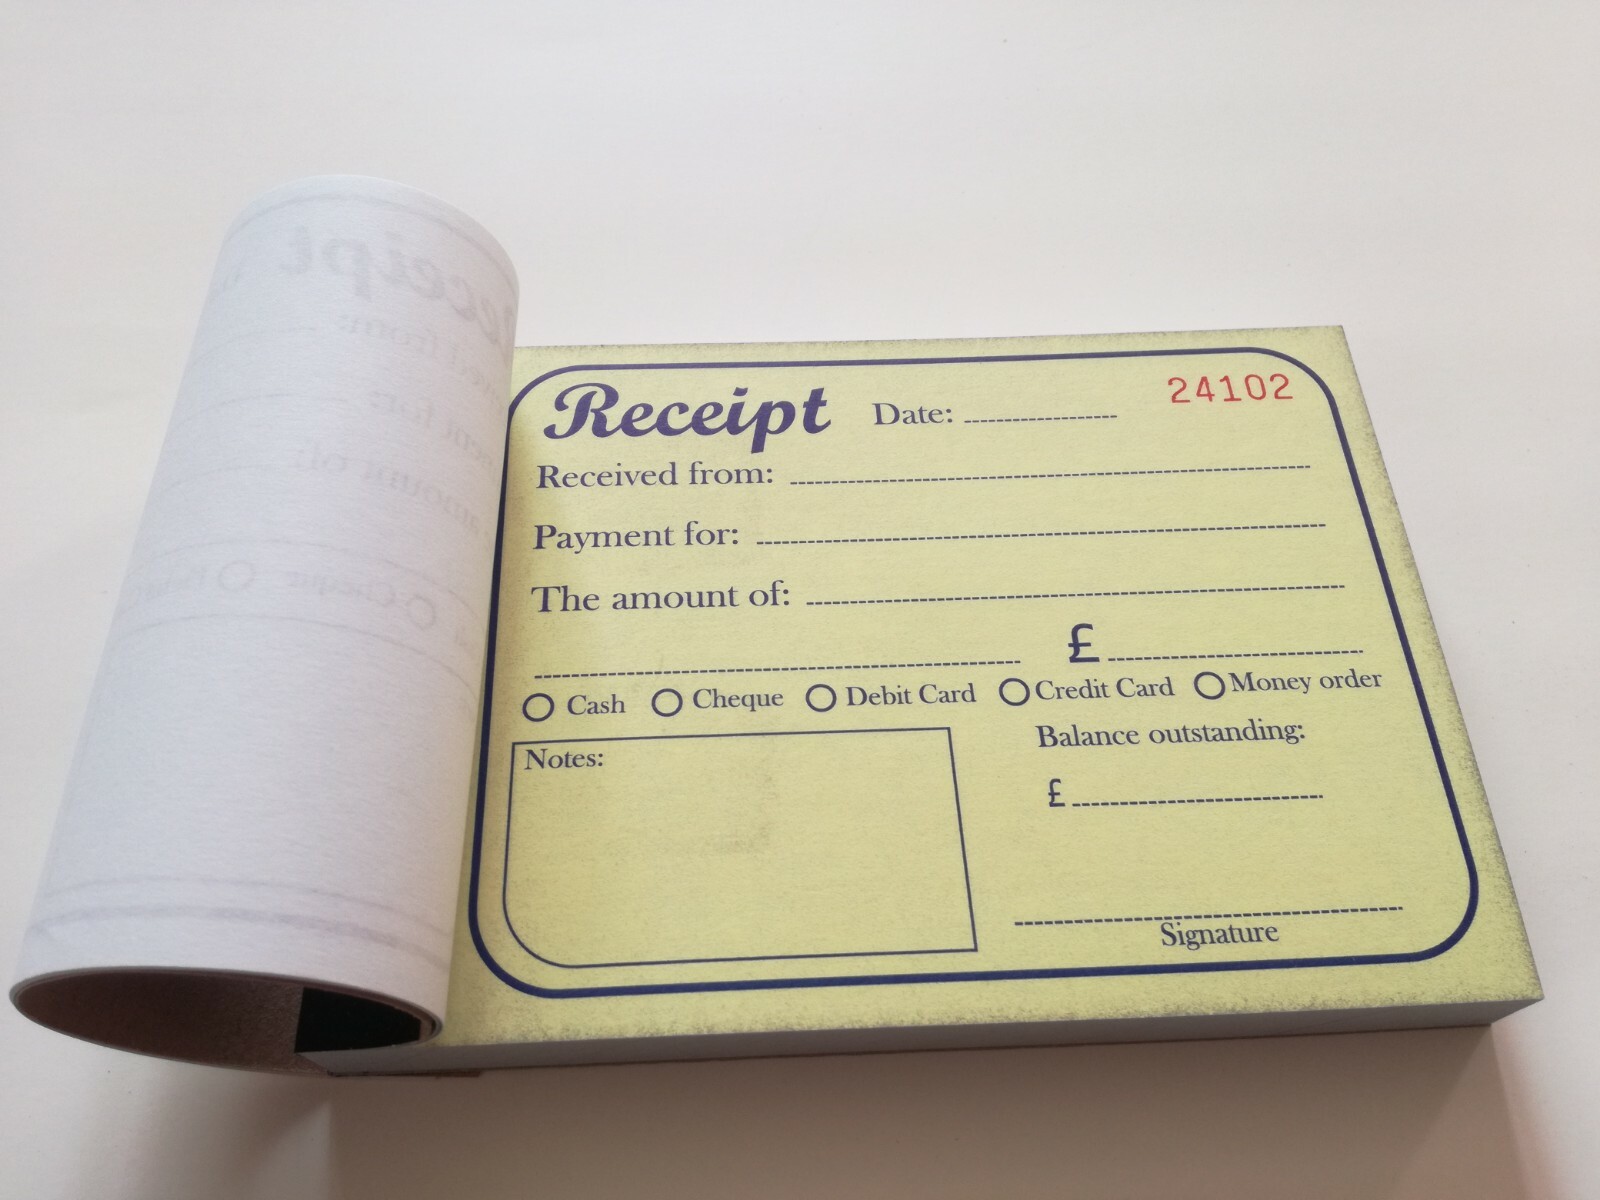 Receipt Date: 24102
Received from:
Payment for:
The amount of:
£
Cash Cheque Debit Card Credit Card Money order
Notes:
Balance outstanding:
£
Signature